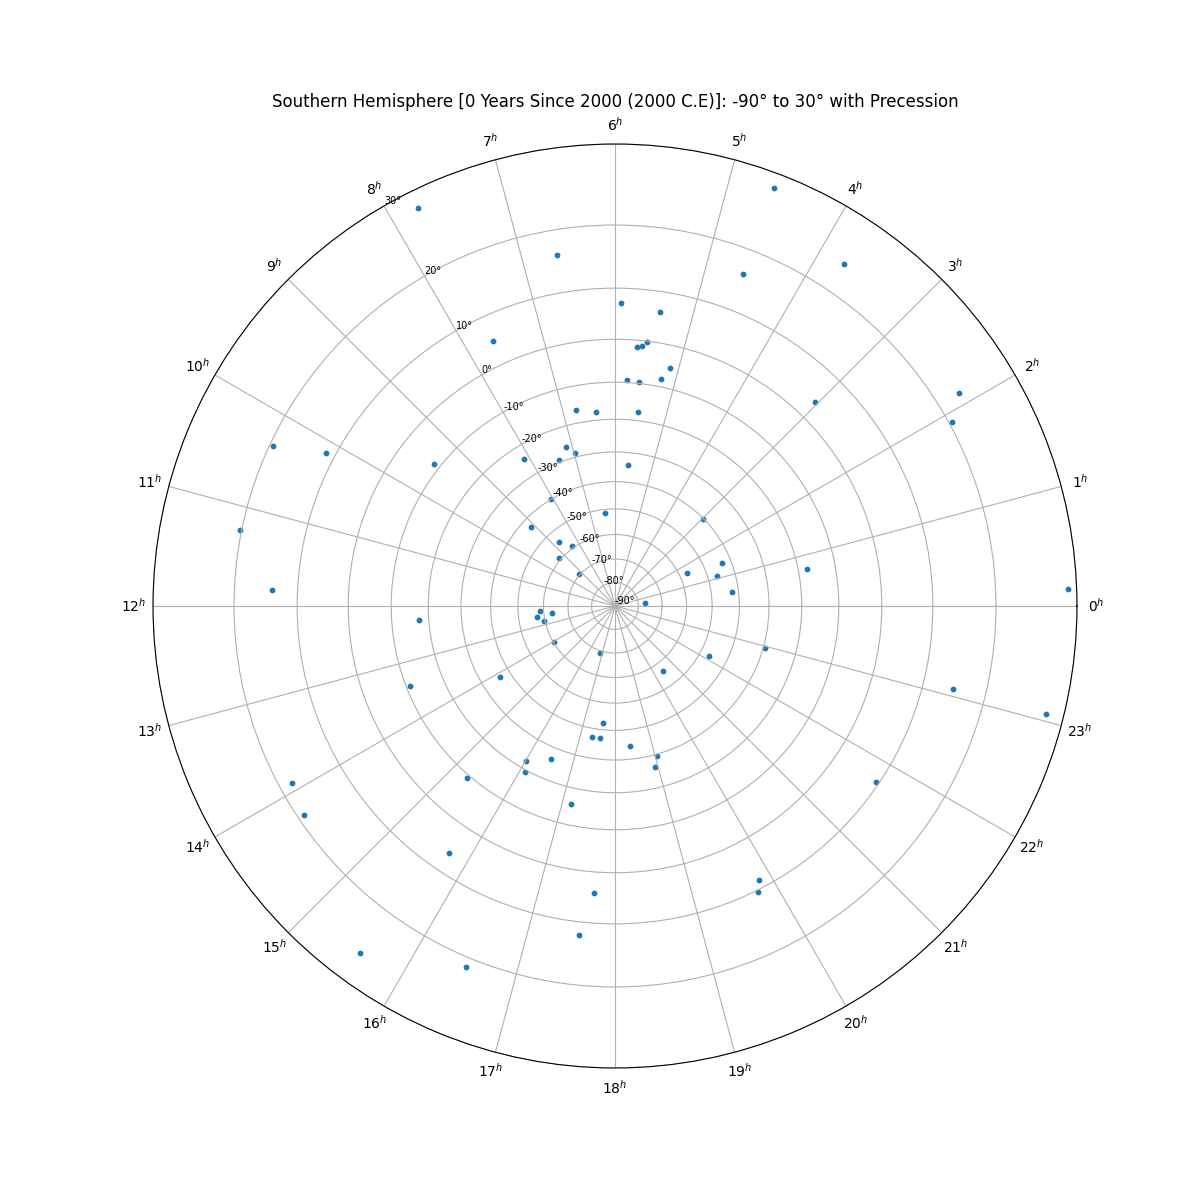 Southern Hemisphere [0 Years Since 2000 (2000 C.E)]: -90° to 30° with Precession
6ʰ
7ʰ
5ʰ
8ʰ
4ʰ
30°
9ʰ
3ʰ
20°
10°
10ʰ
2ʰ
0°
-10°
-20°
-30°
11ʰ
1ʰ
-40°
-50°
-60°
-70°
-80°
-90°
12ʰ
0ʰ
13ʰ
23ʰ
14ʰ
22ʰ
15ʰ
21ʰ
16ʰ
20ʰ
17ʰ
19ʰ
18ʰ